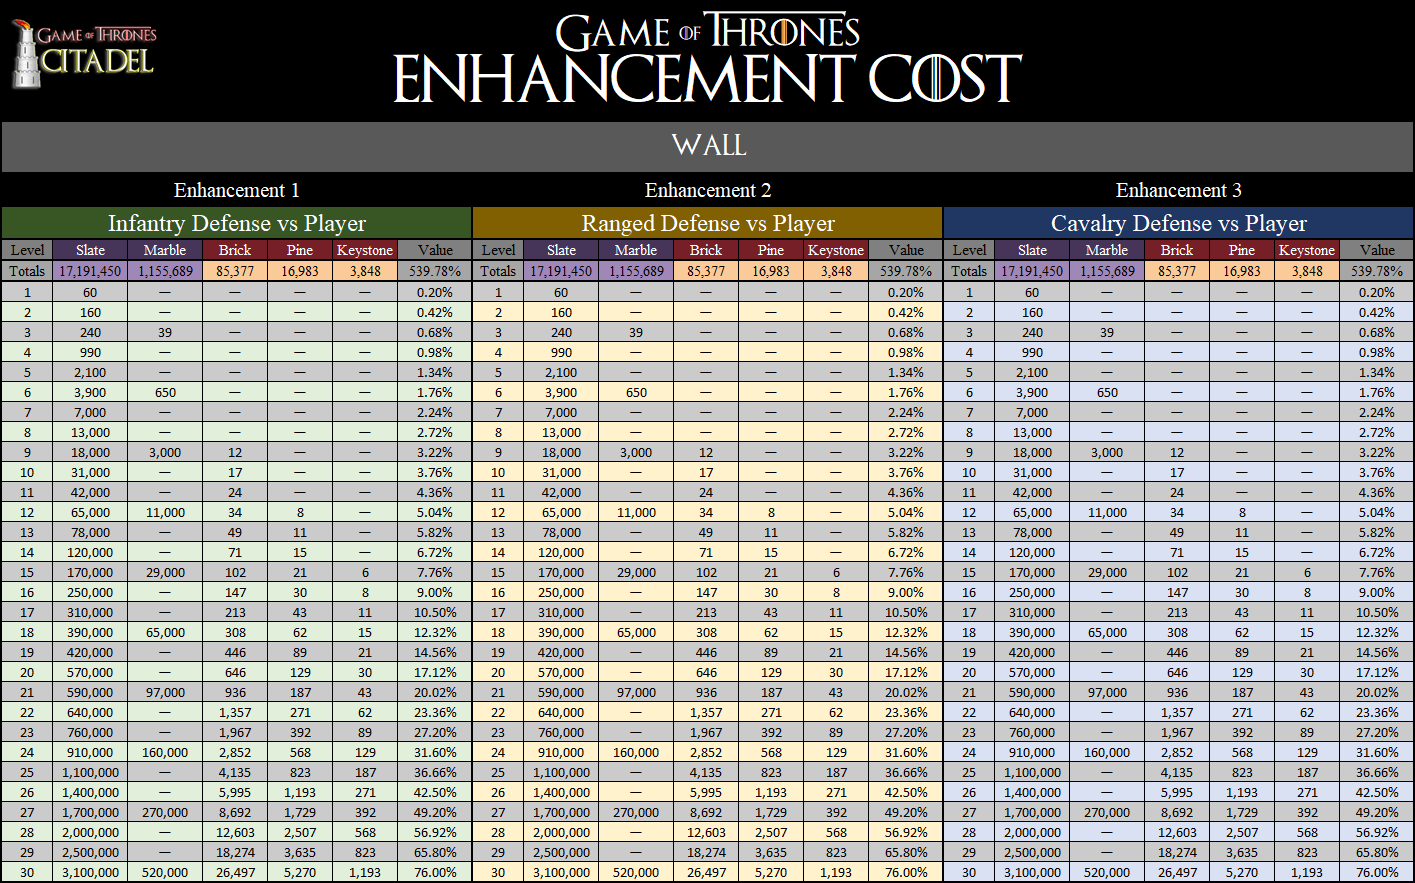 GAME OF THRONES
CITADEL
GAME OF THRONES
ENHANCEMENT COST
WALL
Enhancement 1 Enhancement 2 Enhancement 3
Infantry Defense vs Player Ranged Defense vs Player Cavalry Defense vs Player
Level Slate Marble Brick Pine Keystone Value Level Slate Marble Brick Pine Keystone Value Level Slate Marble Brick Pine Keystone Value
Totals 17,191,450 1,155,689 85,377 16,983 3,848 539.78% Totals 17,191,450 1,155,689 85,377 16,983 3,848 539.78% Totals 17,191,450 1,155,689 85,377 16,983 3,848 539.78%
1 60 — — — — 0.20% 1 60 — — — — 0.20% 1 60 — — — — 0.20%
2 160 — — — — 0.42% 2 160 — — — — 0.42% 2 160 — — — — 0.42%
3 240 39 — — — 0.68% 3 240 39 — — — 0.68% 3 240 39 — — — 0.68%
4 990 — — — — 0.98% 4 990 — — — — 0.98% 4 990 — — — — 0.98%
5 2,100 — — — — 1.34% 5 2,100 — — — — 1.34% 5 2,100 — — — — 1.34%
6 3,900 650 — — — 1.76% 6 3,900 650 — — — 1.76% 6 3,900 650 — — — 1.76%
7 7,000 — — — — 2.24% 7 7,000 — — — — 2.24% 7 7,000 — — — — 2.24%
8 13,000 — — — — 2.72% 8 13,000 — — — — 2.72% 8 13,000 — — — — 2.72%
9 18,000 3,000 12 — — 3.22% 9 18,000 3,000 12 — — 3.22% 9 18,000 3,000 12 — — 3.22%
10 31,000 — 17 — — 3.76% 10 31,000 — 17 — — 3.76% 10 31,000 — 17 — — 3.76%
11 42,000 — 24 — — 4.36% 11 42,000 — 24 — — 4.36% 11 42,000 — 24 — — 4.36%
12 65,000 11,000 34 8 — 5.04% 12 65,000 11,000 34 8 — 5.04% 12 65,000 11,000 34 8 — 5.04%
13 78,000 — 49 11 — 5.82% 13 78,000 — 49 11 — 5.82% 13 78,000 — 49 11 — 5.82%
14 120,000 — 71 15 — 6.72% 14 120,000 — 71 15 — 6.72% 14 120,000 — 71 15 — 6.72%
15 170,000 29,000 102 21 6 7.76% 15 170,000 29,000 102 21 6 7.76% 15 170,000 29,000 102 21 6 7.76%
16 250,000 — 147 30 8 9.00% 16 250,000 — 147 30 8 9.00% 16 250,000 — 147 30 8 9.00%
17 310,000 — 213 43 11 10.50% 17 310,000 — 213 43 11 10.50% 17 310,000 — 213 43 11 10.50%
18 390,000 65,000 308 62 15 12.32% 18 390,000 65,000 308 62 15 12.32% 18 390,000 65,000 308 62 15 12.32%
19 420,000 — 446 89 21 14.56% 19 420,000 — 446 89 21 14.56% 19 420,000 — 446 89 21 14.56%
20 570,000 — 646 129 30 17.12% 20 570,000 — 646 129 30 17.12% 20 570,000 — 646 129 30 17.12%
21 590,000 97,000 936 187 43 20.02% 21 590,000 97,000 936 187 43 20.02% 21 590,000 97,000 936 187 43 20.02%
22 640,000 — 1,357 271 62 23.36% 22 640,000 — 1,357 271 62 23.36% 22 640,000 — 1,357 271 62 23.36%
23 760,000 — 1,967 392 89 27.20% 23 760,000 — 1,967 392 89 27.20% 23 760,000 — 1,967 392 89 27.20%
24 910,000 160,000 2,852 568 129 31.60% 24 910,000 160,000 2,852 568 129 31.60% 24 910,000 160,000 2,852 568 129 31.60%
25 1,100,000 — 4,135 823 187 36.66% 25 1,100,000 — 4,135 823 187 36.66% 25 1,100,000 — 4,135 823 187 36.66%
26 1,400,000 — 5,995 1,193 271 42.50% 26 1,400,000 — 5,995 1,193 271 42.50% 26 1,400,000 — 5,995 1,193 271 42.50%
27 1,700,000 270,000 8,692 1,729 392 49.20% 27 1,700,000 270,000 8,692 1,729 392 49.20% 27 1,700,000 270,000 8,692 1,729 392 49.20%
28 2,000,000 — 12,603 2,507 568 56.92% 28 2,000,000 — 12,603 2,507 568 56.92% 28 2,000,000 — 12,603 2,507 568 56.92%
29 2,500,000 — 18,274 3,635 823 65.80% 29 2,500,000 — 18,274 3,635 823 65.80% 29 2,500,000 — 18,274 3,635 823 65.80%
30 3,100,000 520,000 26,497 5,270 1,193 76.00% 30 3,100,000 520,000 26,497 5,270 1,193 76.00% 30 3,100,000 520,000 26,497 5,270 1,193 76.00%